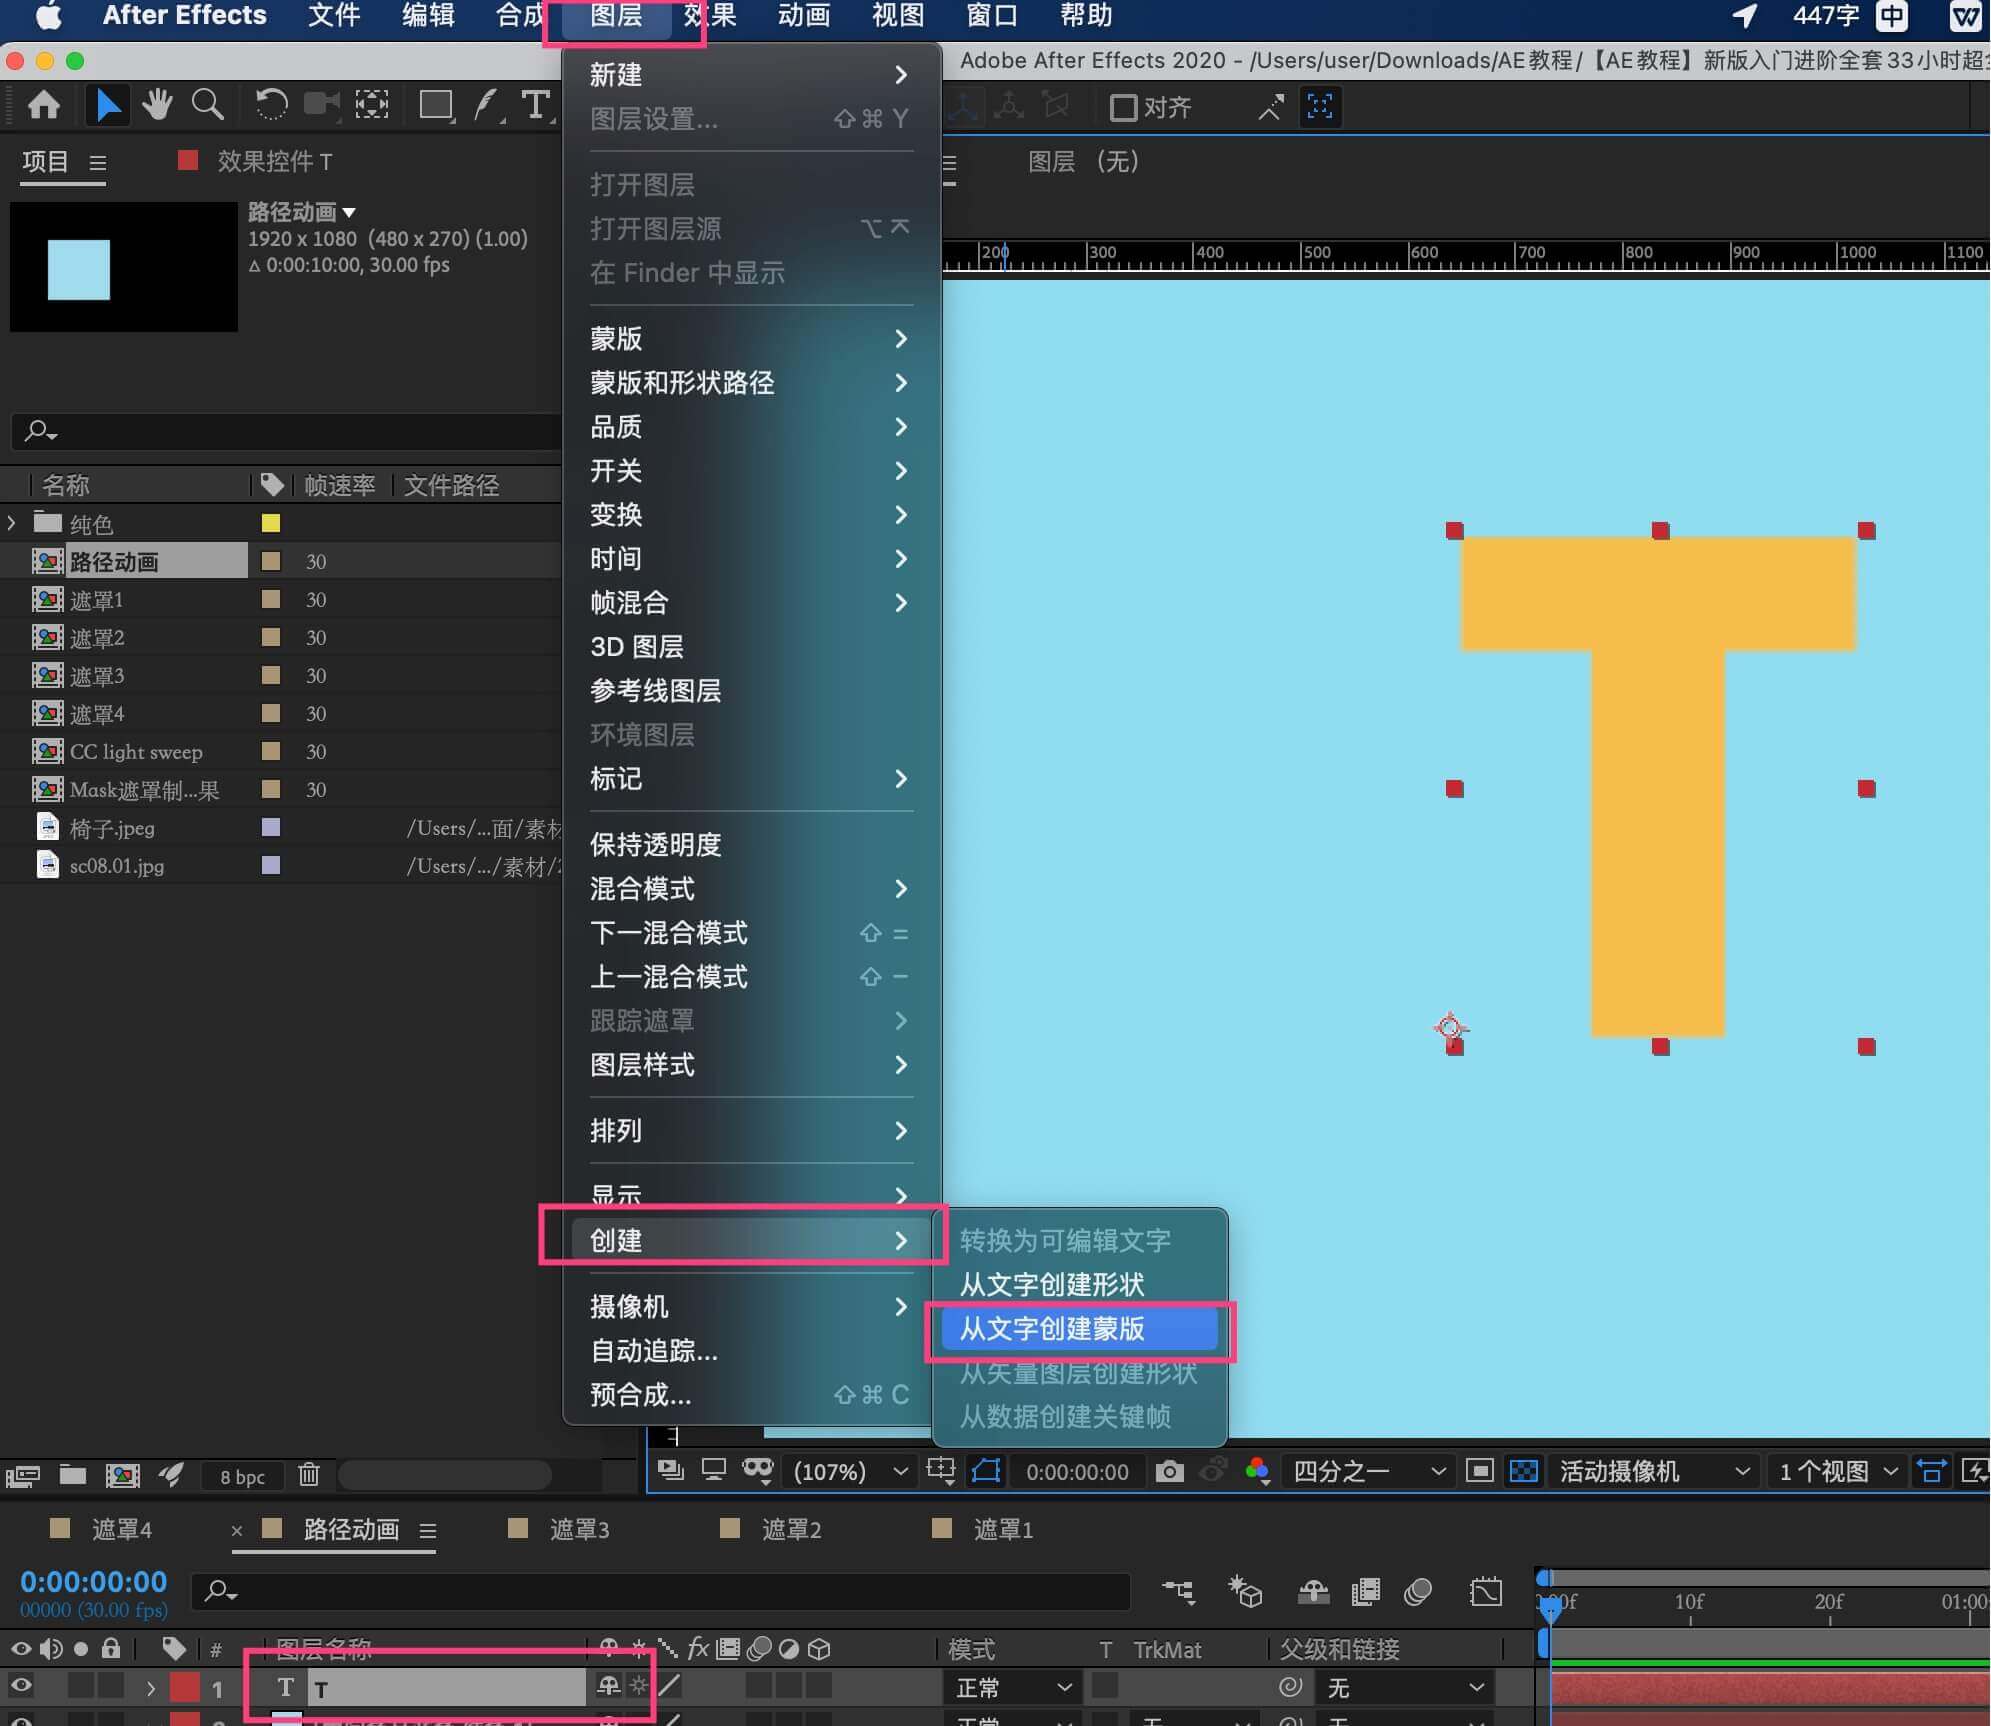 After Effects 文件 编辑 合成 图层 效果 动画 视图 窗口 帮助 447字 中
Adobe After Effects 2020 - /Users/user/Downloads/AE教程/【AE教程】新版入门进阶全套33小时超
对齐
项目
效果控件 T
路径动画
1920 x 1080 (480 x 270) (1.00)
Δ 0:00:10:00, 30.00 fps
名称 帧速率 文件路径
纯色
路径动画 30
遮罩1 30
遮罩2 30
遮罩3 30
遮罩4 30
CC light sweep 30
Mask遮罩制...果 30
椅子.jpeg /Users/...面/素材
sc08.01.jpg /Users/.../素材/
8 bpc
新建
图层设置... ⇧⌘Y
打开图层
打开图层源
在 Finder 中显示
蒙版
蒙版和形状路径
品质
开关
变换
时间
帧混合
3D 图层
参考线图层
环境图层
标记
保持透明度
混合模式
下一混合模式 ⇧ =
上一混合模式 ⇧ −
跟踪遮罩
图层样式
排列
显示
创建
摄像机
自动追踪...
预合成... ⇧⌘C
转换为可编辑文字
从文字创建形状
从文字创建蒙版
从矢量图层创建形状
从数据创建关键帧
图层 （无）
200 300 400 500 600 700 800 900 1000 1100
T
(107%) 0:00:00:00 四分之一 活动摄像机 1 个视图
遮罩4 × 路径动画 遮罩3 遮罩2 遮罩1
0:00:00:00
00000 (30.00 fps)
10f 20f 01:00
# 图层名称 fx 模式 T TrkMat 父级和链接
1 T T 正常 无